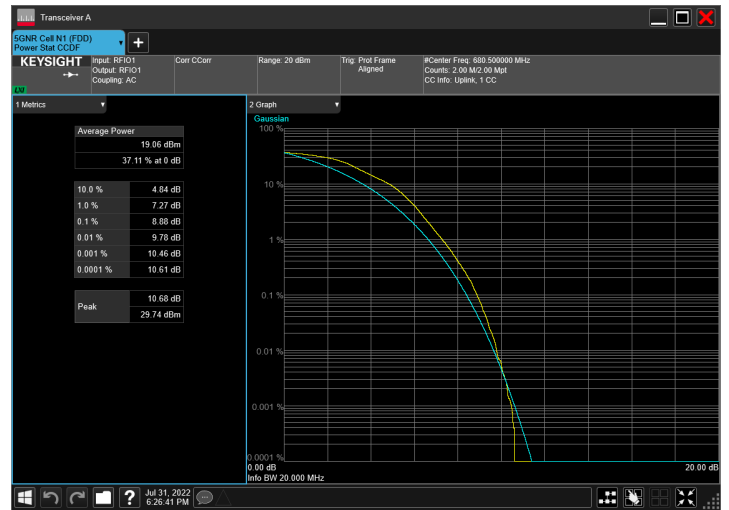 Transceiver A
5GNR Cell N1 (FDD)
Power Stat CCDF
KEYSIGHT
LXI
Input: RFIO1
Output: RFIO1
Coupling: AC
Corr CCorr
Range: 20 dBm
Trig: Prot Frame
Aligned
#Center Freq: 680.500000 MHz
Counts: 2.00 M/2.00 Mpt
CC Info: Uplink, 1 CC
1 Metrics
Average Power
19.06 dBm
37.11 % at 0 dB
10.0 % 4.84 dB
1.0 % 7.27 dB
0.1 % 8.88 dB
0.01 % 9.78 dB
0.001 % 10.46 dB
0.0001 % 10.61 dB
Peak
10.68 dB
29.74 dBm
2 Graph
Gaussian
100 %
10 %
1 %
0.1 %
0.01 %
0.001 %
0.0001 %
0.00 dB 20.00 dB
Info BW 20.000 MHz
?
Jul 31, 2022
6:26:41 PM